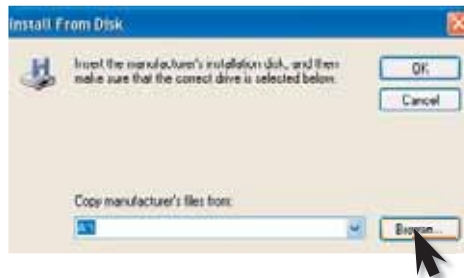 Install From Disk
Insert the manufacturer's installation disk, and then
make sure that the correct drive is selected below.
OK
Cancel
Copy manufacturer's files from:
A:\
Browse...